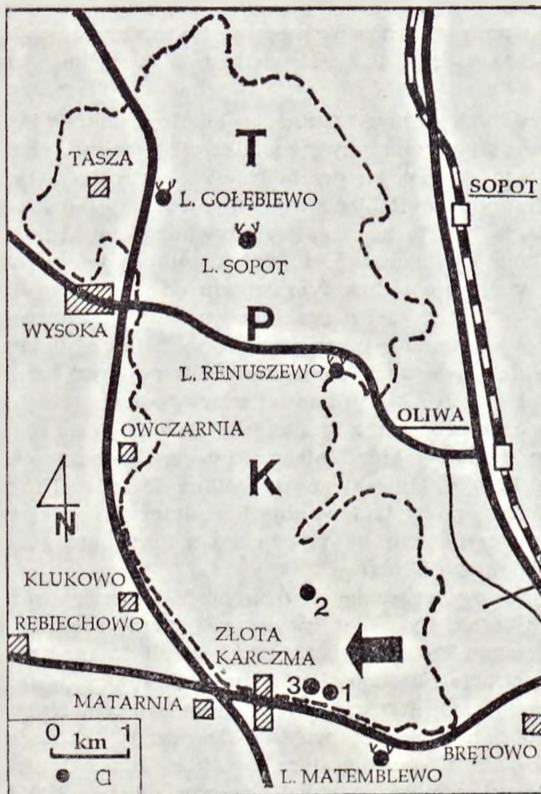 T
TASZA
SOPOT
L. GOŁĘBIEWO
L. SOPOT
P
WYSOKA
L. RENUSZEWO
OLIWA
OWCZARNIA
K
N
KLUKOWO
2
RĘBIECHOWO
ZŁOTA
KARCZMA
3 1
MATARNIA
BRĘTOWO
L. MATEMBLEWO
0 1
km
a